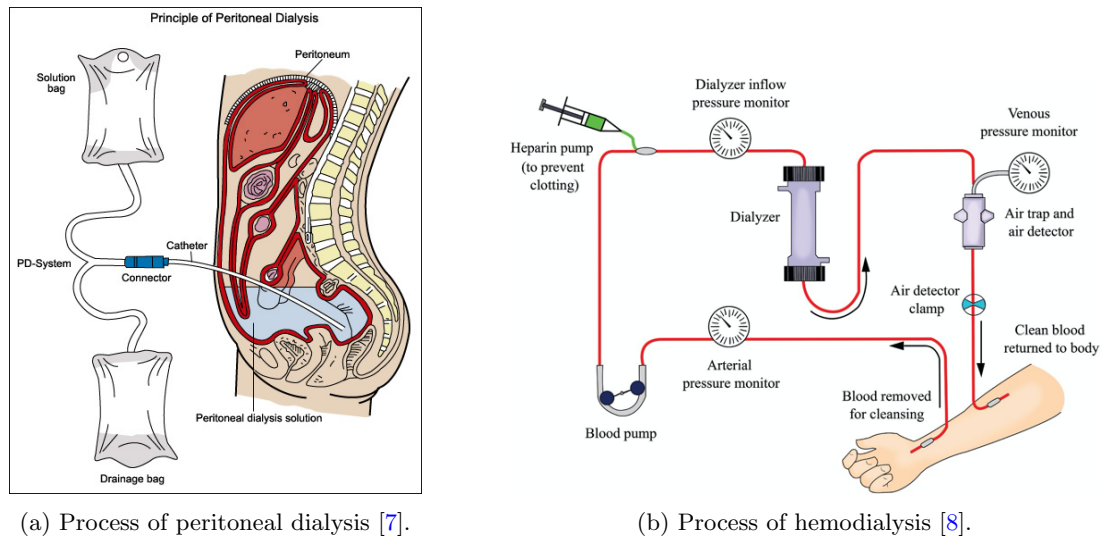 Principle of Peritoneal Dialysis
Peritoneum
Solution
bag
Catheter
PD-System
Connector
Peritoneal dialysis solution
Drainage bag
(a) Process of peritoneal dialysis [7].
Dialyzer inflow
pressure monitor
Venous
pressure monitor
Heparin pump
(to prevent
clotting)
Dialyzer
Air trap and
air detector
Air detector
clamp
Clean blood
returned to body
Arterial
pressure monitor
Blood removed
for cleansing
Blood pump
(b) Process of hemodialysis [8].